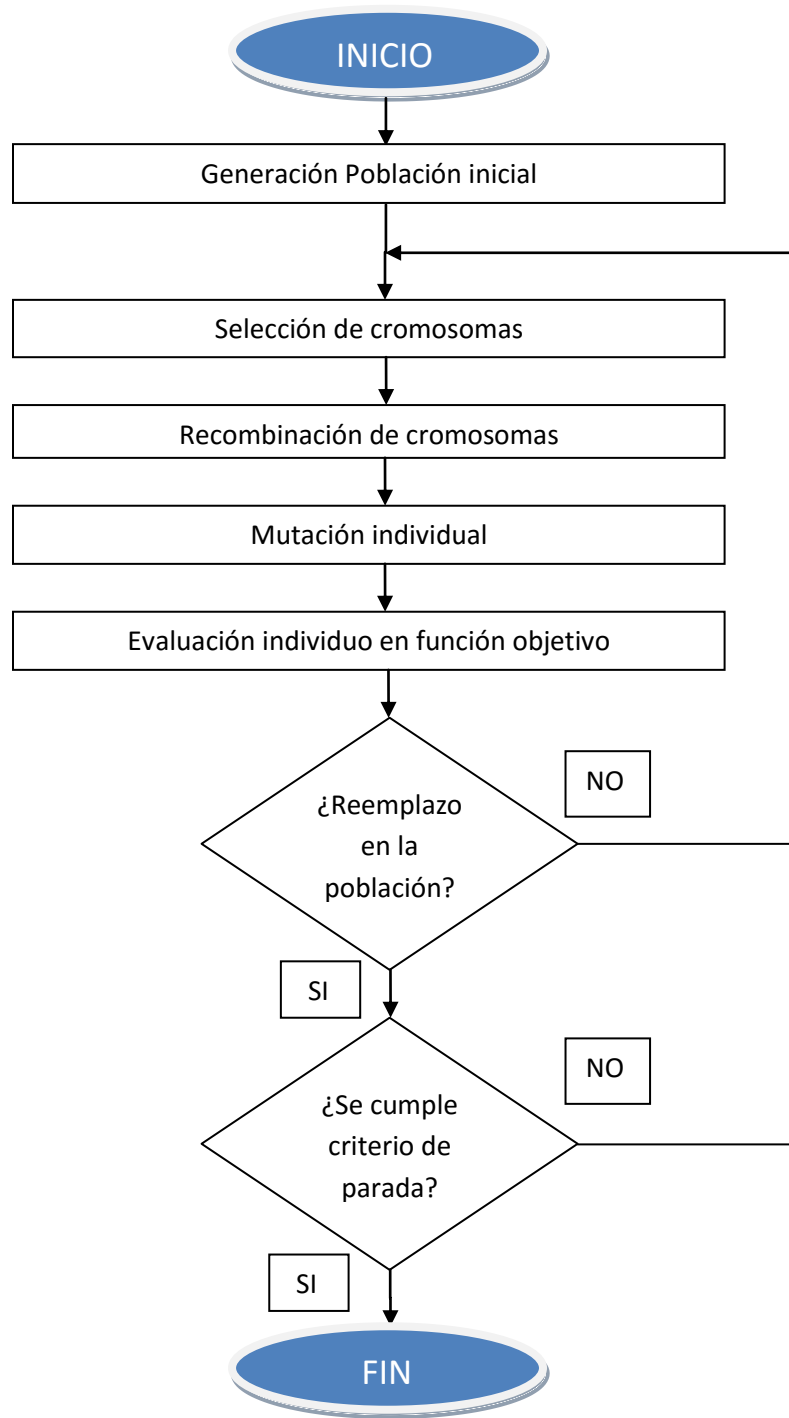 INICIO
Generación Población inicial
Selección de cromosomas
Recombinación de cromosomas
Mutación individual
Evaluación individuo en función objetivo
¿Reemplazo
en la
población?
NO
SI
¿Se cumple
criterio de
parada?
NO
SI
FIN